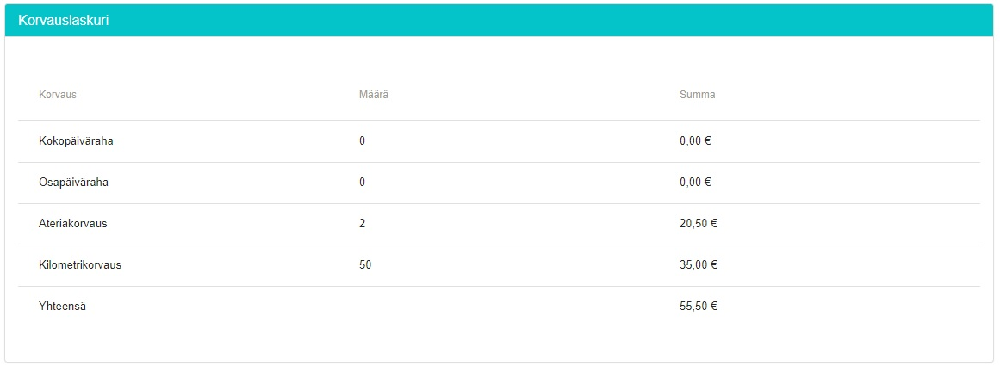 Korvauslaskuri
Korvaus Määrä Summa
Kokopäiväraha 0 0,00 €
Osapäiväraha 0 0,00 €
Ateriakorvaus 2 20,50 €
Kilometrikorvaus 50 35,00 €
Yhteensä 55,50 €